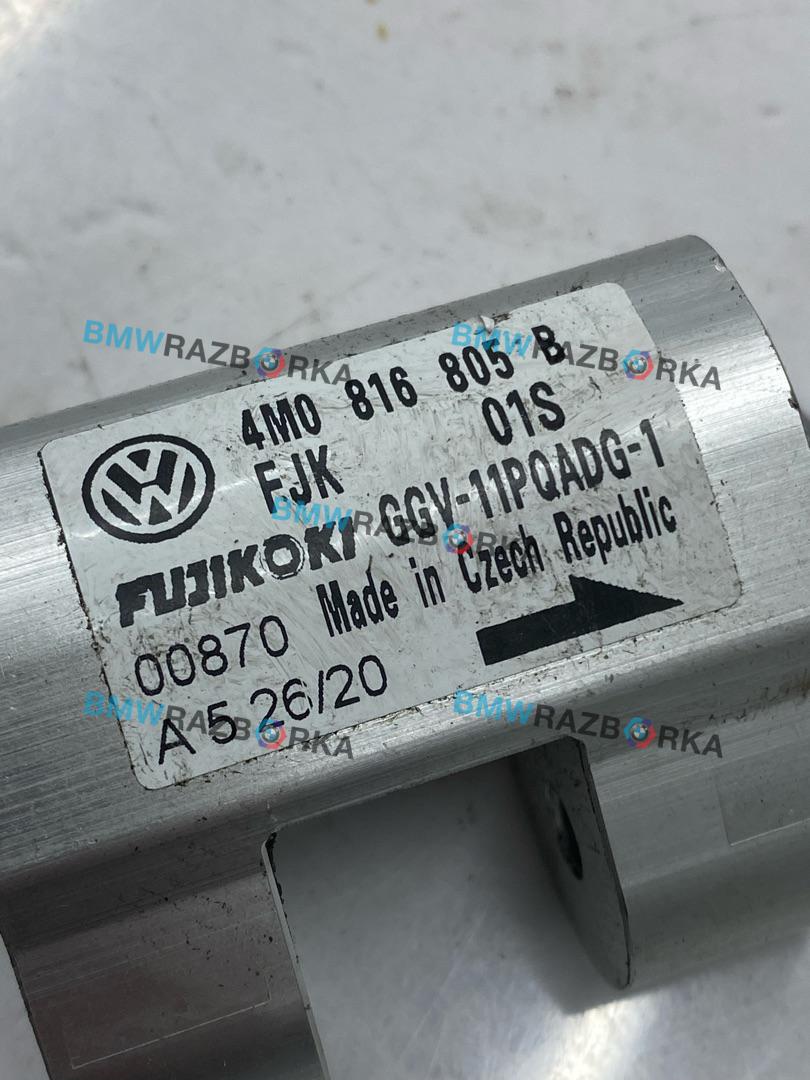 4M0 816 805 B
FJK 01S
FUJIKOKI GGV-11PQADG-1
00870 Made in Czech Republic
A 5 26/20
BMWRAZBORKA
BMWRAZBORKA
BMWRAZBORKA
BMWRAZBORKA
BMWRAZBORKA